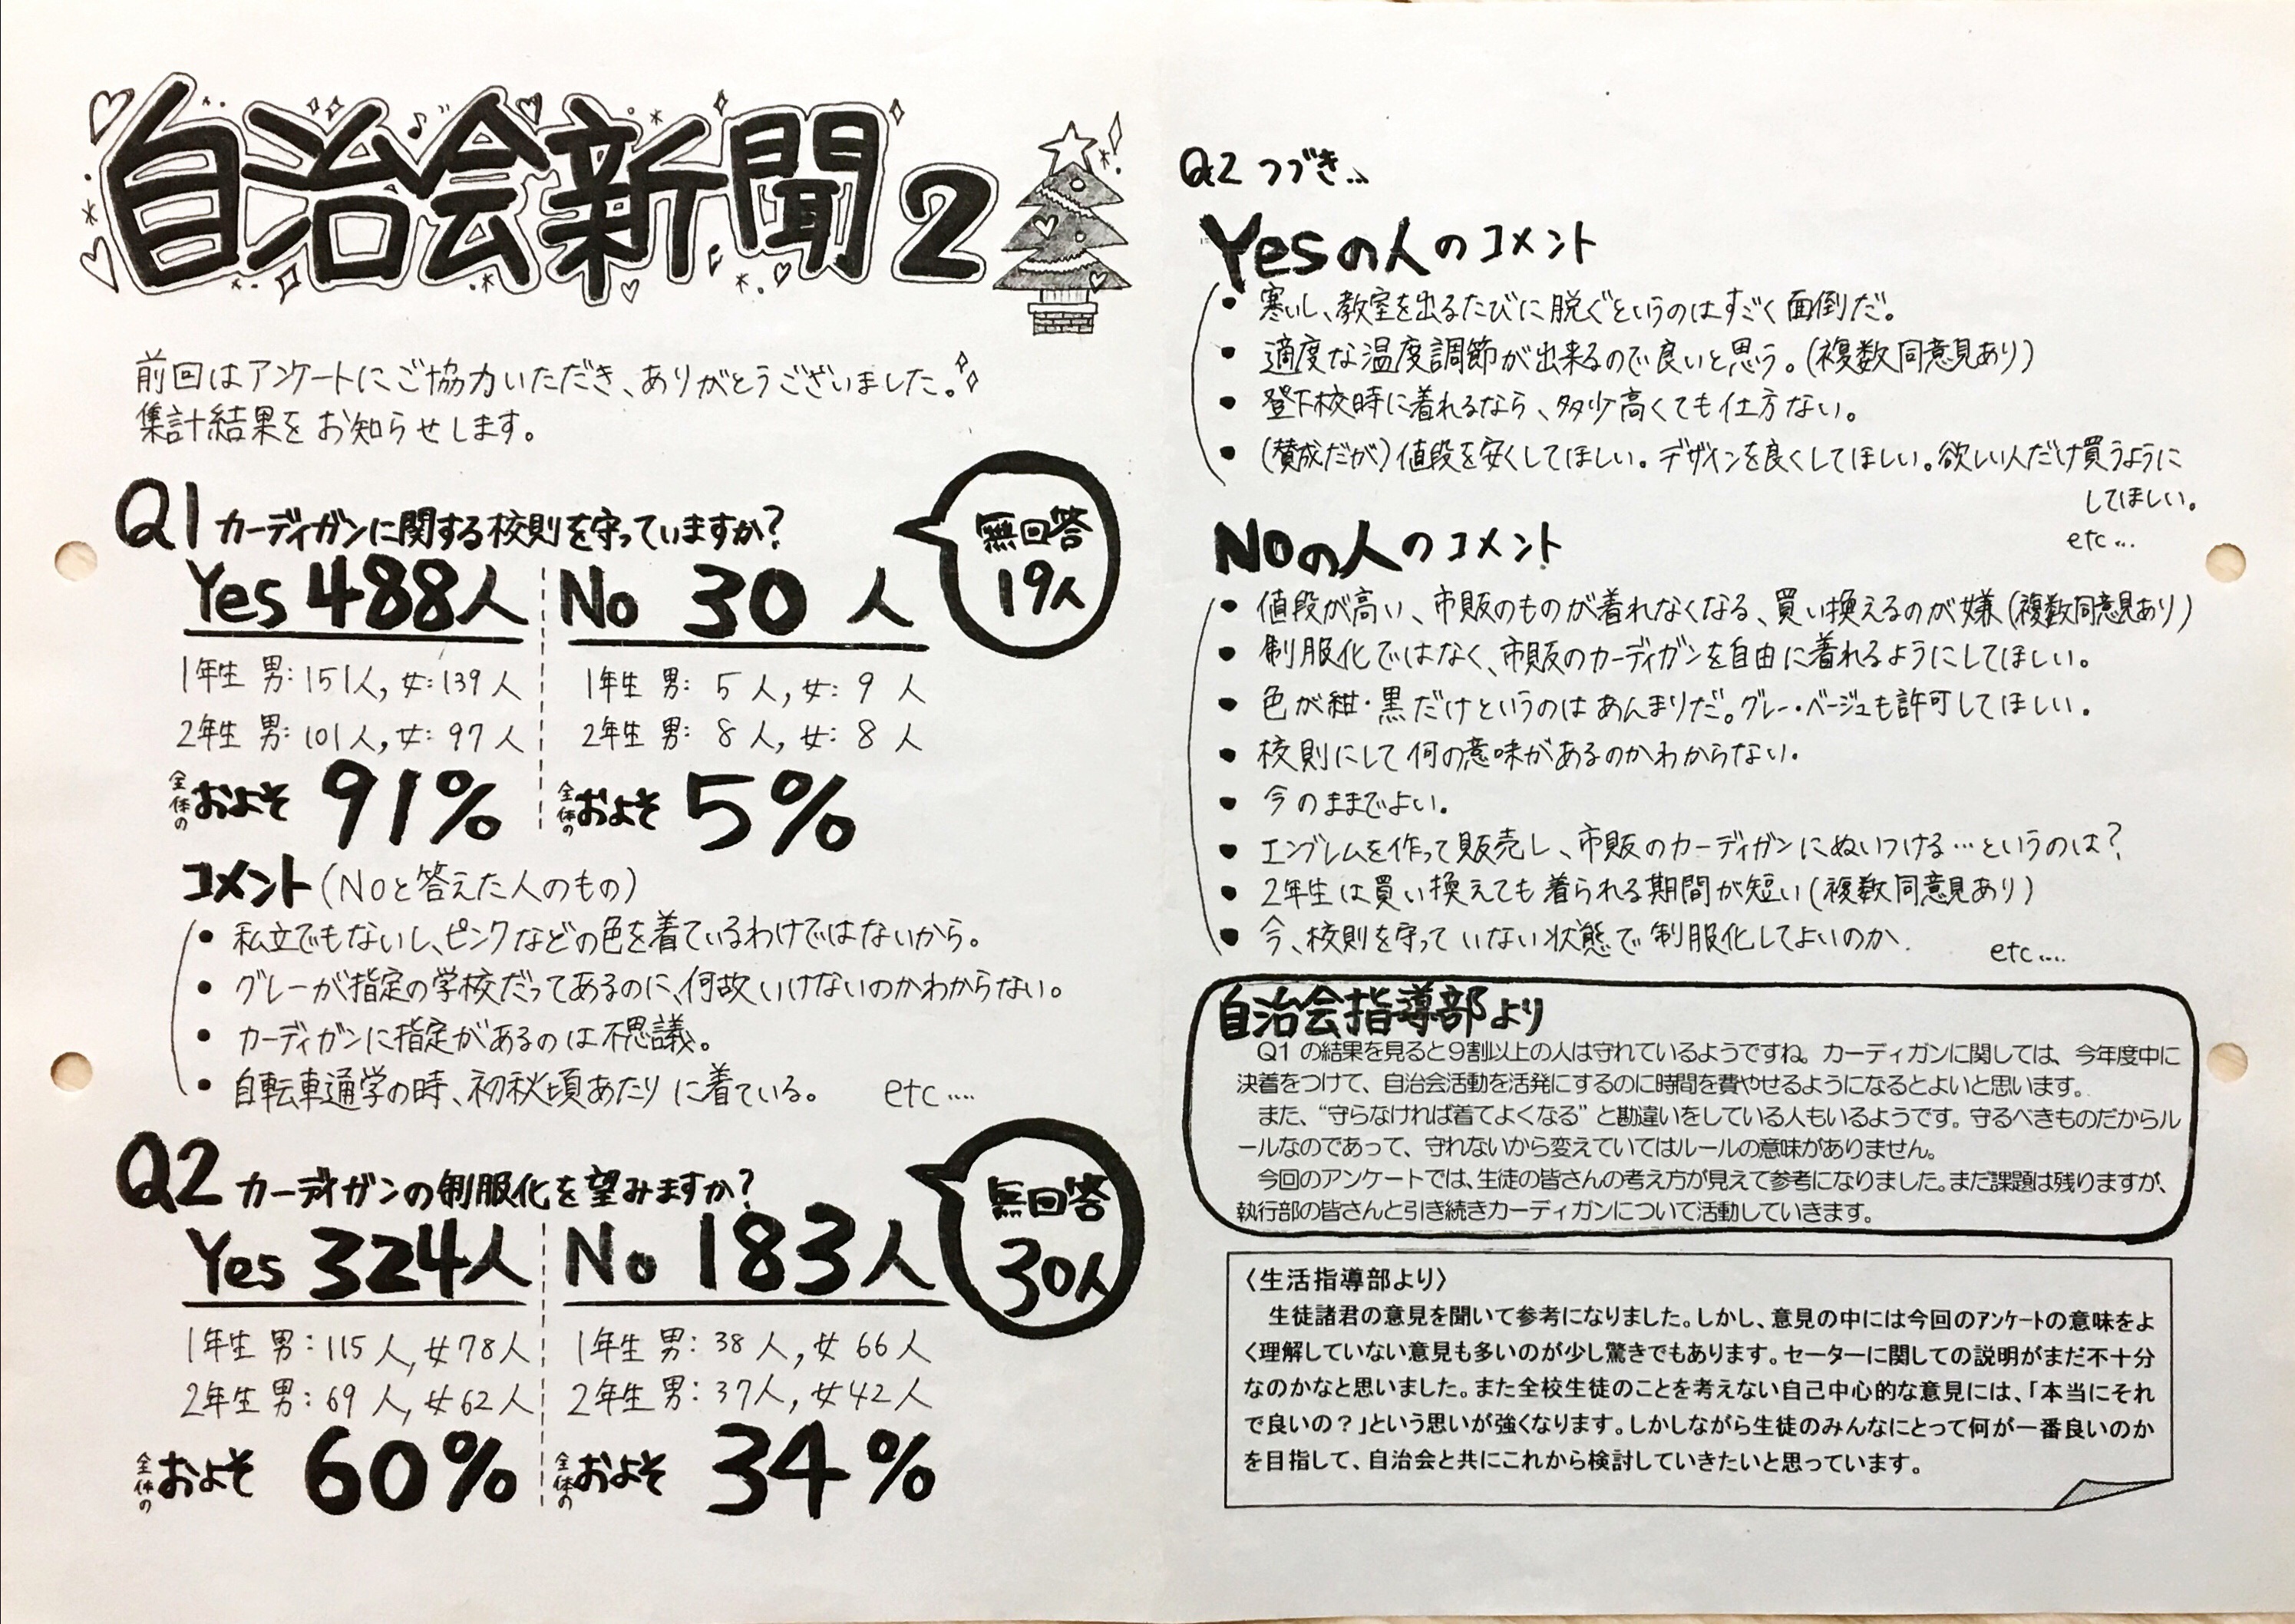 自治会新聞2
前回はアンケートにご協力いただき、ありがとうございました。
集計結果をお知らせします。
Q1 カーディガンに関する校則を守っていますか?
無回答
19人
Yes 488人 No 30人
1年生 男:151人,女:139人 1年生 男: 5人,女: 9人
2年生 男:101人,女: 97人 2年生 男: 8人,女: 8人
全体のおよそ 91% 全体のおよそ 5%
コメント(Noと答えた人のもの)
• 私立でもないし、ピンクなどの色を着ているわけではないから。
• グレーが指定の学校だってあるのに、何故いけないのかわからない。
• カーディガンに指定があるのは不思議。
• 自転車通学の時、初秋頃あたりに着ている。 etc....
Q2 カーディガンの制服化を望みますか?
無回答
30人
Yes 324人 No 183人
1年生 男:115人,女78人 1年生 男:38人,女66人
2年生 男:69人,女62人 2年生 男:37人,女42人
全体のおよそ 60% 全体のおよそ 34%
Q2 つづき...
Yesの人のコメント
• 寒いし、教室を出るたびに脱ぐというのはすごく面倒だ。
• 適度な温度調節が出来るので良いと思う。(複数同意見あり)
• 登下校時に着れるなら、多少高くても仕方ない。
• (賛成だが)値段を安くしてほしい。デザインを良くしてほしい。欲しい人だけ買うように
してほしい。
etc...
Noの人のコメント
• 値段が高い、市販のものが着れなくなる、買い換えるのが嫌(複数同意見あり)
• 制服化ではなく、市販のカーディガンを自由に着れるようにしてほしい。
• 色が紺・黒だけというのはあんまりだ。グレー・ベージュも許可してほしい。
• 校則にして何の意味があるのかわからない。
• 今のままでよい。
• エンブレムを作って販売し、市販のカーディガンにぬいつける…というのは?
• 2年生は買い換えても着られる期間が短い(複数同意見あり)
• 今、校則を守っていない状態で制服化してよいのか. etc....
自治会指導部より
Q1の結果を見ると9割以上の人は守れているようですね。カーディガンに関しては、今年度中に
決着をつけて、自治会活動を活発にするのに時間を費やせるようになるとよいと思います。
また、“守らなければ着てよくなる”と勘違いをしている人もいるようです。守るべきものだからル
ールなのであって、守れないから変えていてはルールの意味がありません。
今回のアンケートでは、生徒の皆さんの考え方が見えて参考になりました。まだ課題は残りますが、
執行部の皆さんと引き続きカーディガンについて活動していきます。
〈生活指導部より〉
生徒諸君の意見を聞いて参考になりました。しかし、意見の中には今回のアンケートの意味をよ
く理解していない意見も多いのが少し驚きでもあります。セーターに関しての説明がまだ不十分
なのかなと思いました。また全校生徒のことを考えない自己中心的な意見には、「本当にそれ
で良いの?」という思いが強くなります。しかしながら生徒のみんなにとって何が一番良いのか
を目指して、自治会と共にこれから検討していきたいと思っています。